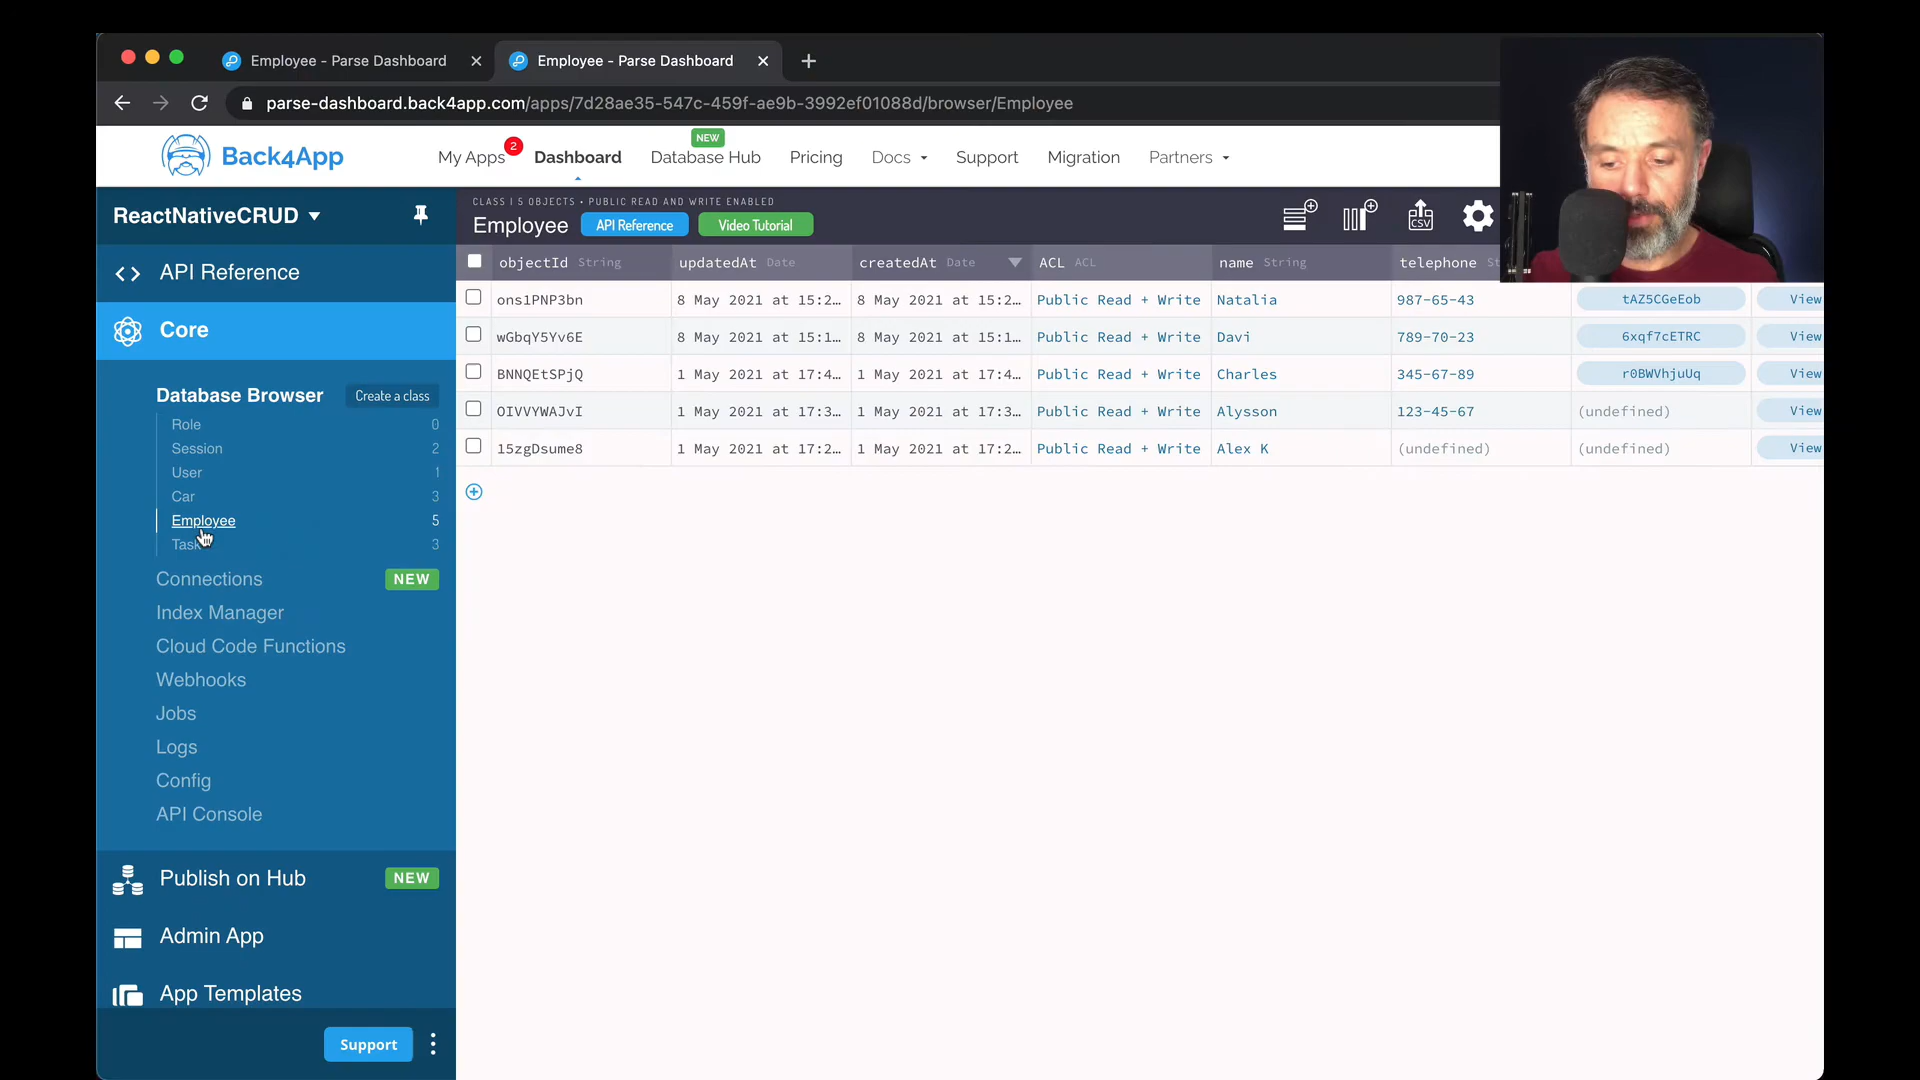 Employee - Parse Dashboard
Employee - Parse Dashboard
parse-dashboard.back4app.com/apps/7d28ae35-547c-459f-ae9b-3992ef01088d/browser/Employee
Back4App
My Apps 2
Dashboard
NEW
Database Hub
Pricing
Docs
Support
Migration
Partners
ReactNativeCRUD
API Reference
Core
Database Browser Create a class
Role 0
Session 2
User 1
Car 3
Employee 5
Task 3
Connections NEW
Index Manager
Cloud Code Functions
Webhooks
Jobs
Logs
Config
API Console
Publish on Hub NEW
Admin App
App Templates
Support
CLASS | 5 OBJECTS • PUBLIC READ AND WRITE ENABLED
Employee API Reference Video Tutorial
CSV
objectId String updatedAt Date createdAt Date ACL ACL name String telephone St
ons1PNP3bn 8 May 2021 at 15:2… 8 May 2021 at 15:2… Public Read + Write Natalia 987-65-43 tAZ5CGeEob View
wGbqY5Yv6E 8 May 2021 at 15:1… 8 May 2021 at 15:1… Public Read + Write Davi 789-70-23 6xqf7cETRC View
BNNQEtSPjQ 1 May 2021 at 17:4… 1 May 2021 at 17:4… Public Read + Write Charles 345-67-89 r0BWVhjuUq View
OIVVYWAJvI 1 May 2021 at 17:3… 1 May 2021 at 17:3… Public Read + Write Alysson 123-45-67 (undefined) View
15zgDsume8 1 May 2021 at 17:2… 1 May 2021 at 17:2… Public Read + Write Alex K (undefined) (undefined) View